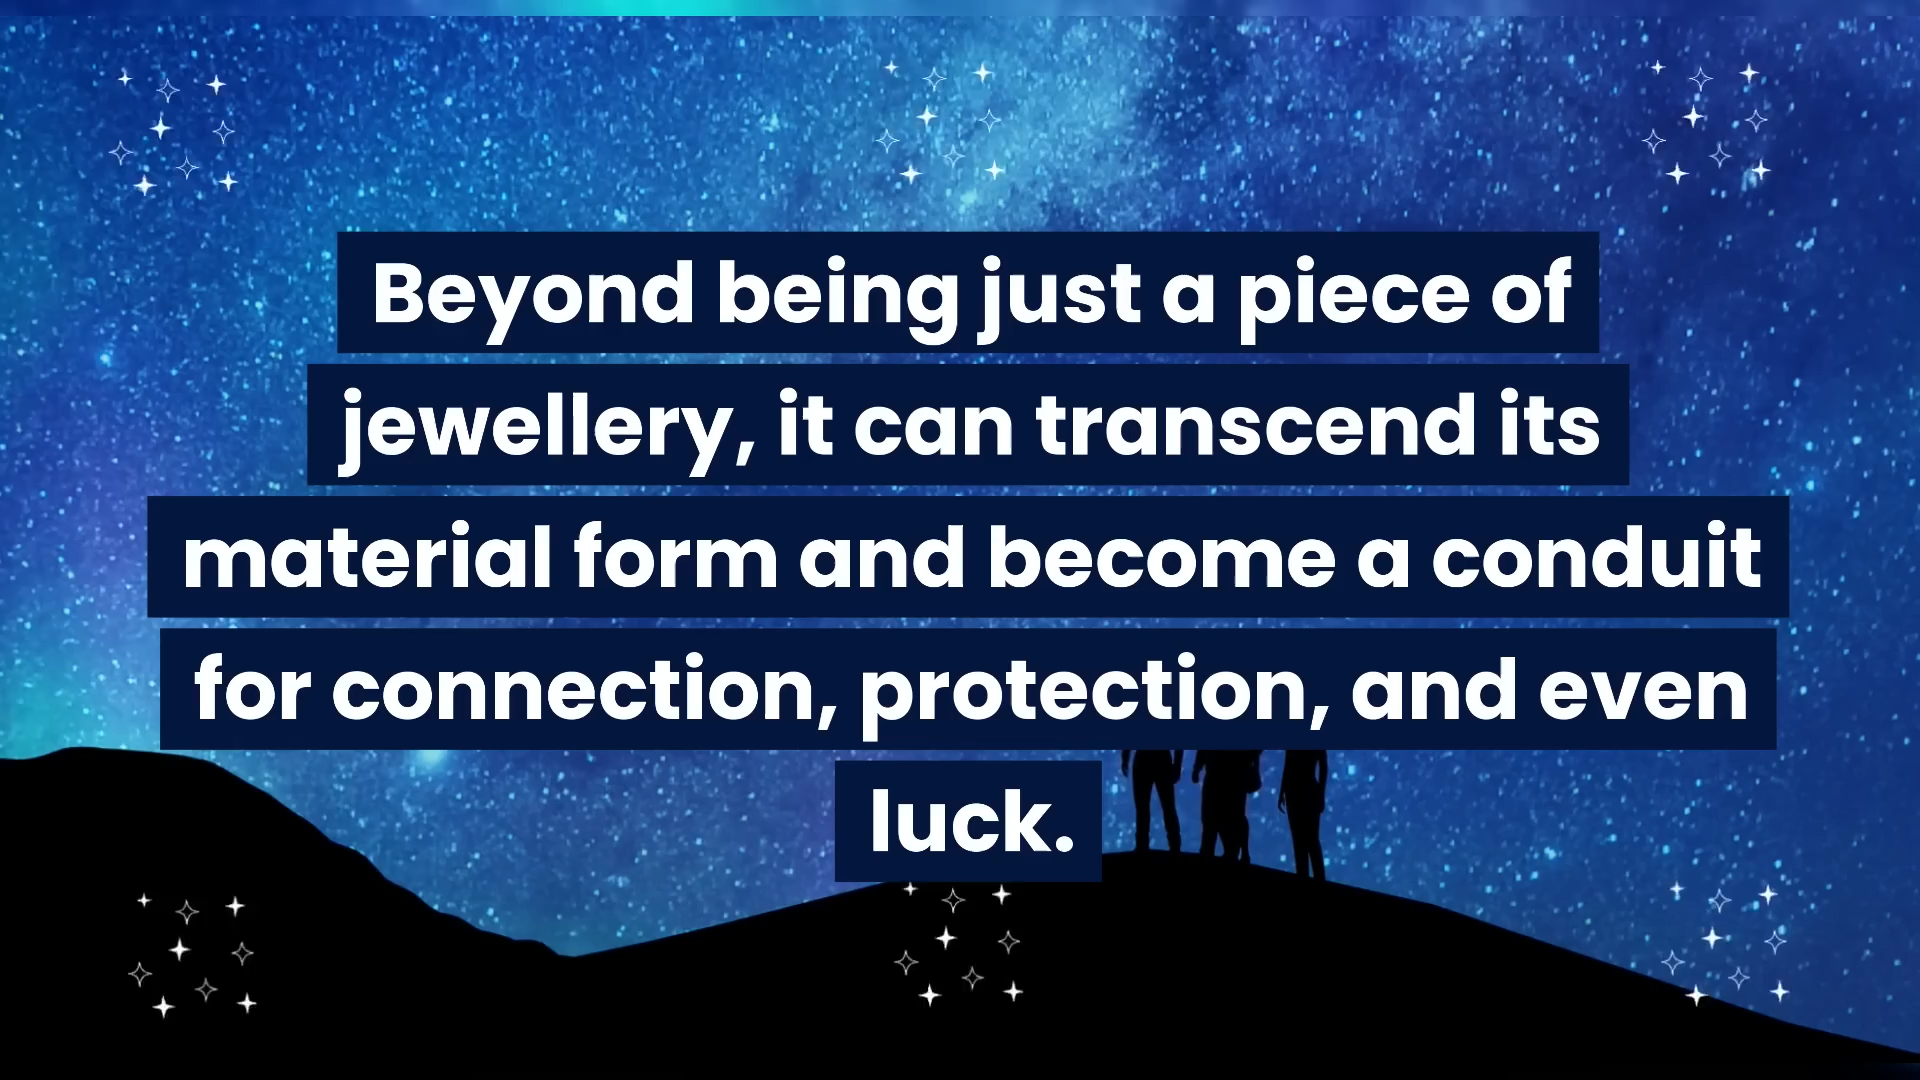 Beyond being just a piece of
jewellery, it can transcend its
material form and become a conduit
for connection, protection, and even
luck.